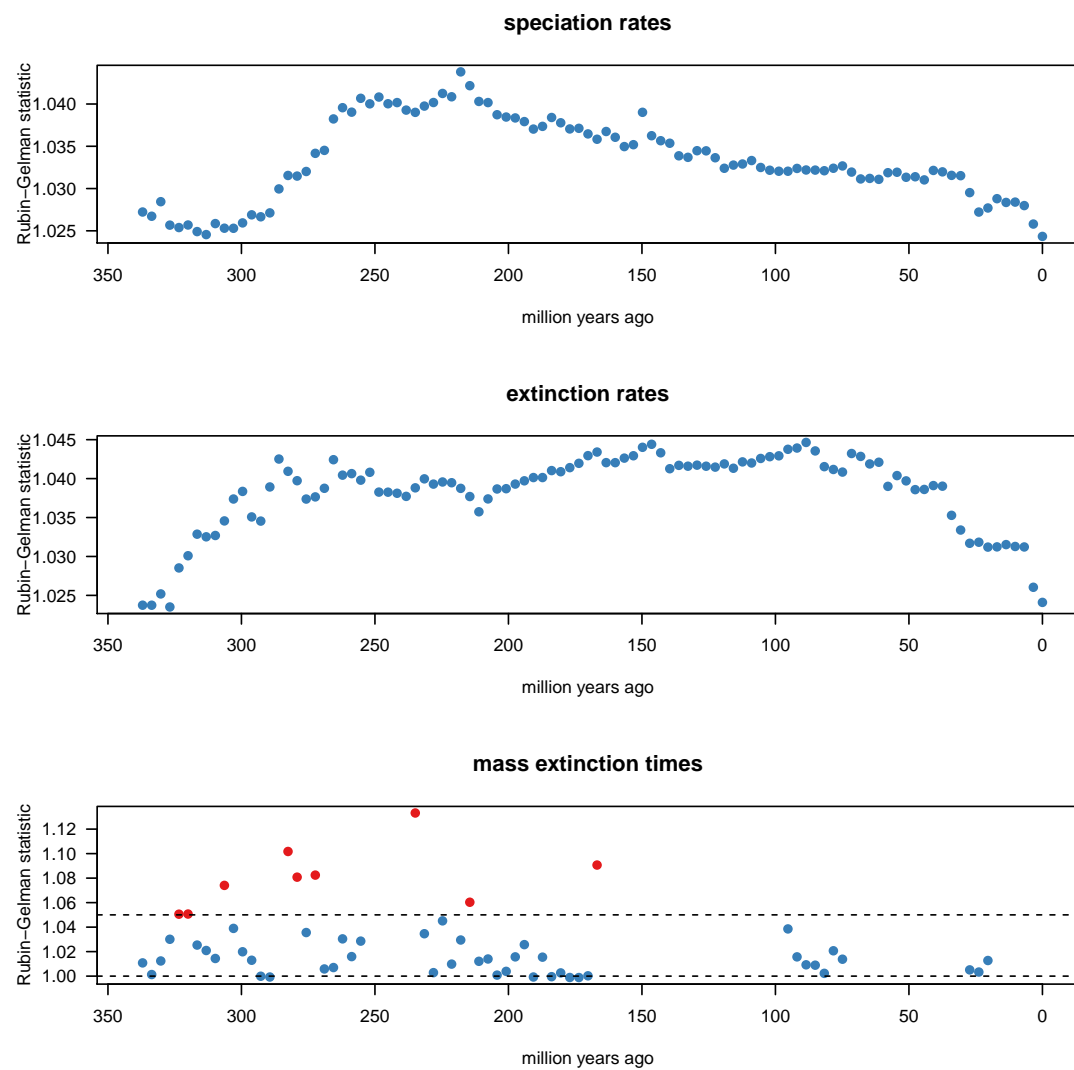 speciation rates
Rubin−Gelman statistic
1.040
1.035
1.030
1.025
350 300 250 200 150 100 50 0
million years ago
extinction rates
Rubin−Gelman statistic
1.045
1.040
1.035
1.030
1.025
350 300 250 200 150 100 50 0
million years ago
mass extinction times
Rubin−Gelman statistic
1.12
1.10
1.08
1.06
1.04
1.02
1.00
350 300 250 200 150 100 50 0
million years ago